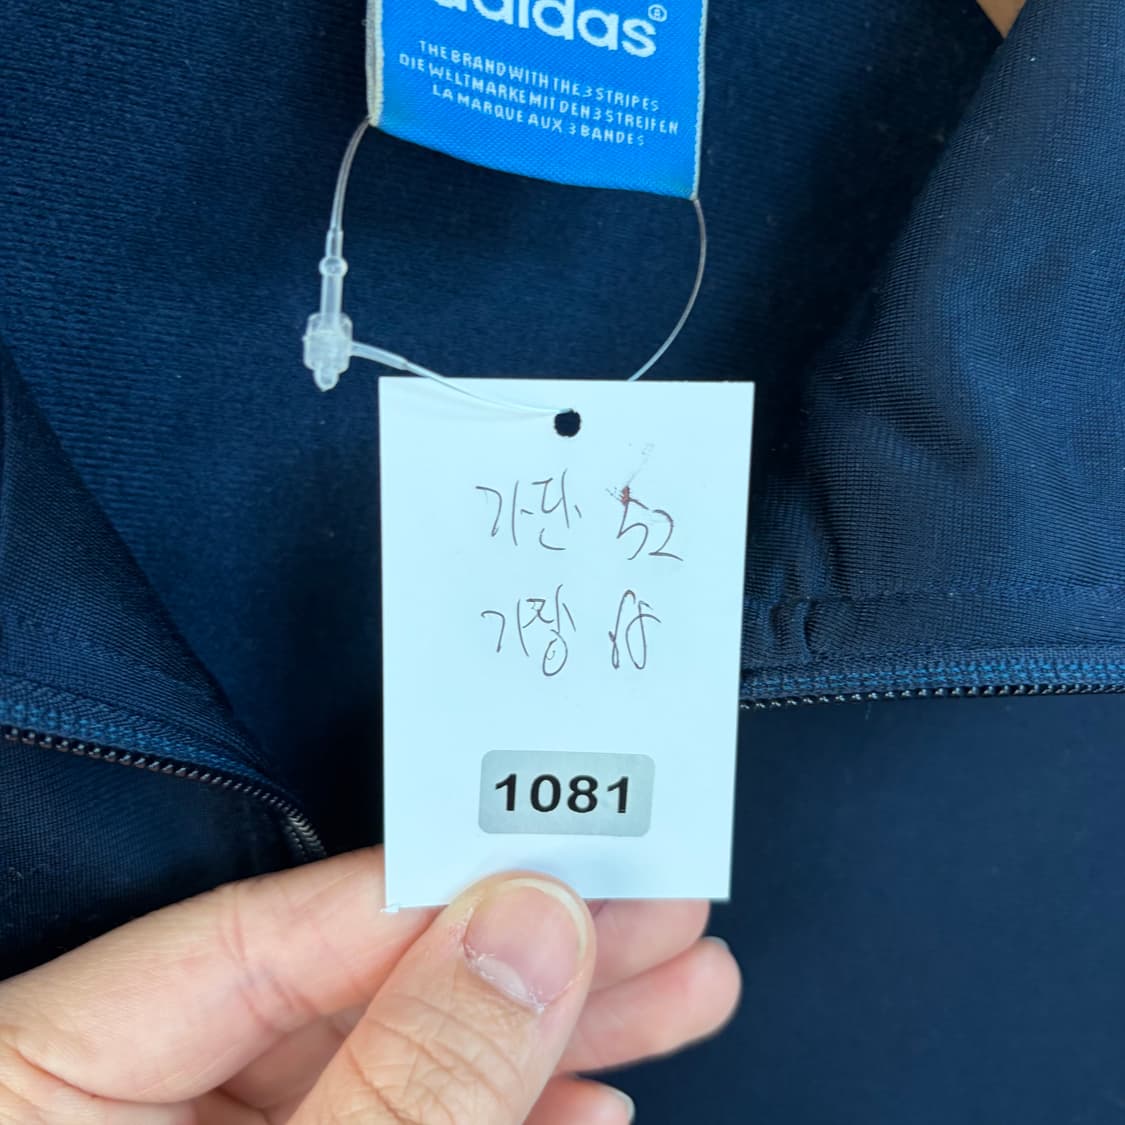 adidas®
THE BRAND WITH THE 3 STRIPES
DIE WELTMARKE MIT DEN 3 STREIFEN
LA MARQUE AUX 3 BANDES
가단 52
기장
1081